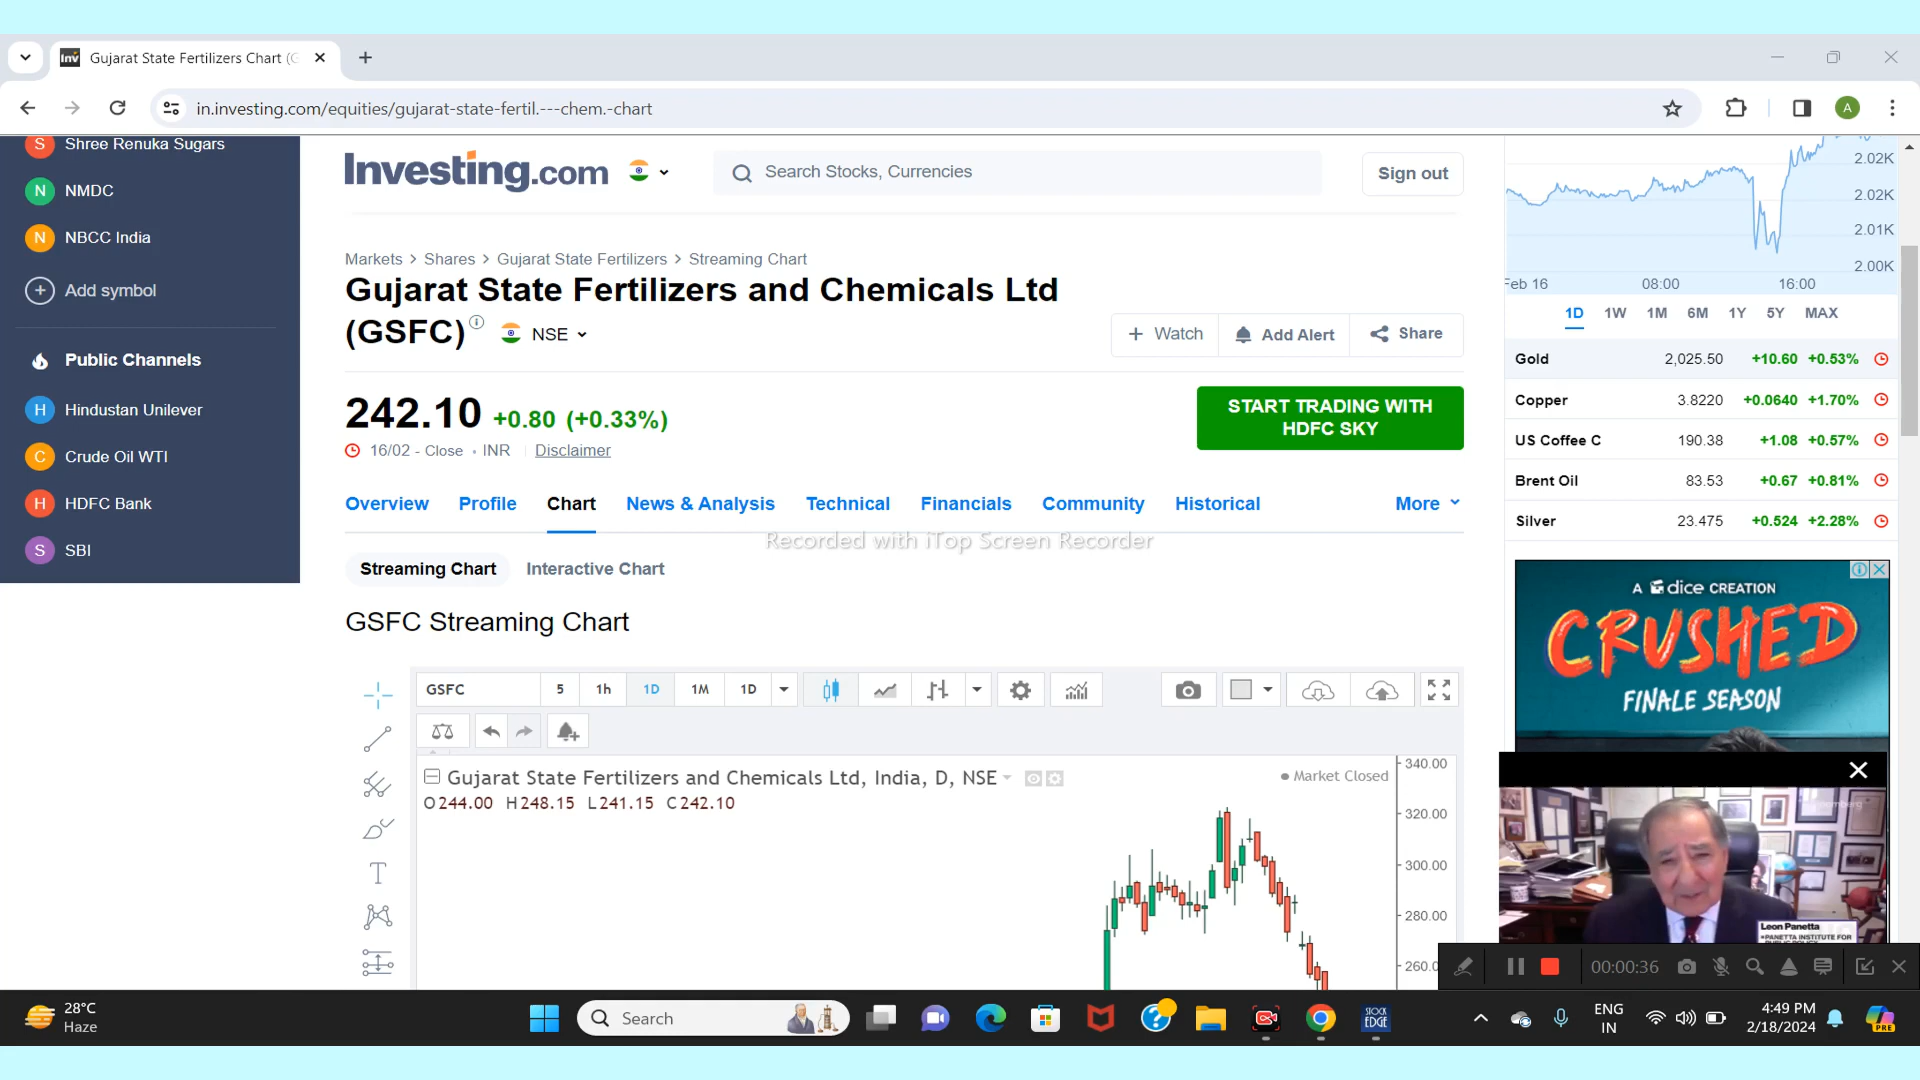 Gujarat State Fertilizers Chart (G
in.investing.com/equities/gujarat-state-fertil.---chem.-chart
A
S Shree Renuka Sugars
N NMDC
N NBCC India
+ Add symbol
Public Channels
H Hindustan Unilever
C Crude Oil WTI
H HDFC Bank
S SBI
Investing.com
Search Stocks, Currencies
Sign out
Markets > Shares > Gujarat State Fertilizers > Streaming Chart
Gujarat State Fertilizers and Chemicals Ltd
(GSFC) NSE
+ Watch
Add Alert
Share
242.10 +0.80 (+0.33%)
16/02 - Close • INR Disclaimer
START TRADING WITH
HDFC SKY
Overview Profile Chart News & Analysis Technical Financials Community Historical More
Recorded with iTop Screen Recorder
Streaming Chart Interactive Chart
GSFC Streaming Chart
GSFC 5 1h 1D 1M 1D
Gujarat State Fertilizers and Chemicals Ltd, India, D, NSE
Market Closed
O244.00 H248.15 L241.15 C242.10
340.00
320.00
300.00
280.00
260.0
2.02K
2.02K
2.01K
2.00K
Feb 16 08:00 16:00
1D 1W 1M 6M 1Y 5Y MAX
Gold 2,025.50 +10.60 +0.53%
Copper 3.8220 +0.0640 +1.70%
US Coffee C 190.38 +1.08 +0.57%
Brent Oil 83.53 +0.67 +0.81%
Silver 23.475 +0.524 +2.28%
A dice CREATION
CRUSHED
FINALE SEASON
Leon Panetta
PANETTA INSTITUTE FOR
00:00:36
28°C
Haze
Search
STOCK
EDGE
ENG
IN
4:49 PM
2/18/2024
PRE